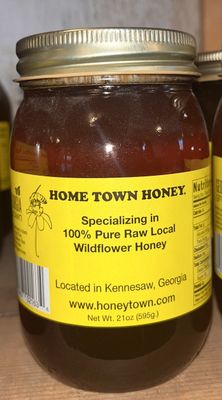 HOME TOWN HONEY.
Specializing in
100% Pure Raw Local
Wildflower Honey
Located in Kennesaw, Georgia
www.honeytown.com
Net Wt. 21oz (595g.)